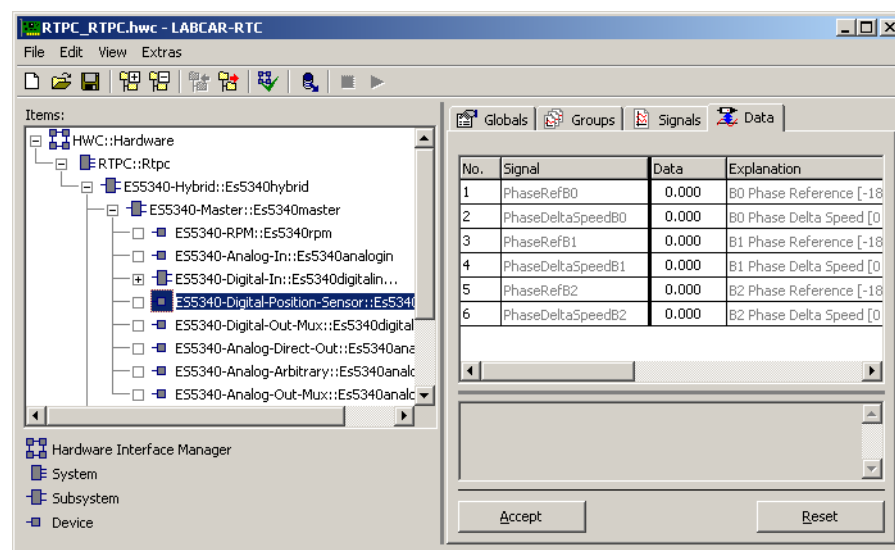 RTPC_RTPC.hwc - LABCAR-RTC
File Edit View Extras
Items:
HWC::Hardware
RTPC::Rtpc
ES5340-Hybrid::Es5340hybrid
ES5340-Master::Es5340master
ES5340-RPM::Es5340rpm
ES5340-Analog-In::Es5340analogin
ES5340-Digital-In::Es5340digitalin...
ES5340-Digital-Position-Sensor::Es5340
ES5340-Digital-Out-Mux::Es5340digital
ES5340-Analog-Direct-Out::Es5340ana
ES5340-Analog-Arbitrary::Es5340analo
ES5340-Analog-Out-Mux::Es5340analo
Hardware Interface Manager
System
Subsystem
Device
Globals Groups Signals Data
No. Signal Data Explanation
1 PhaseRefB0 0.000 B0 Phase Reference [-18
2 PhaseDeltaSpeedB0 0.000 B0 Phase Delta Speed [0
3 PhaseRefB1 0.000 B1 Phase Reference [-18
4 PhaseDeltaSpeedB1 0.000 B1 Phase Delta Speed [0
5 PhaseRefB2 0.000 B2 Phase Reference [-18
6 PhaseDeltaSpeedB2 0.000 B2 Phase Delta Speed [0
Accept Reset